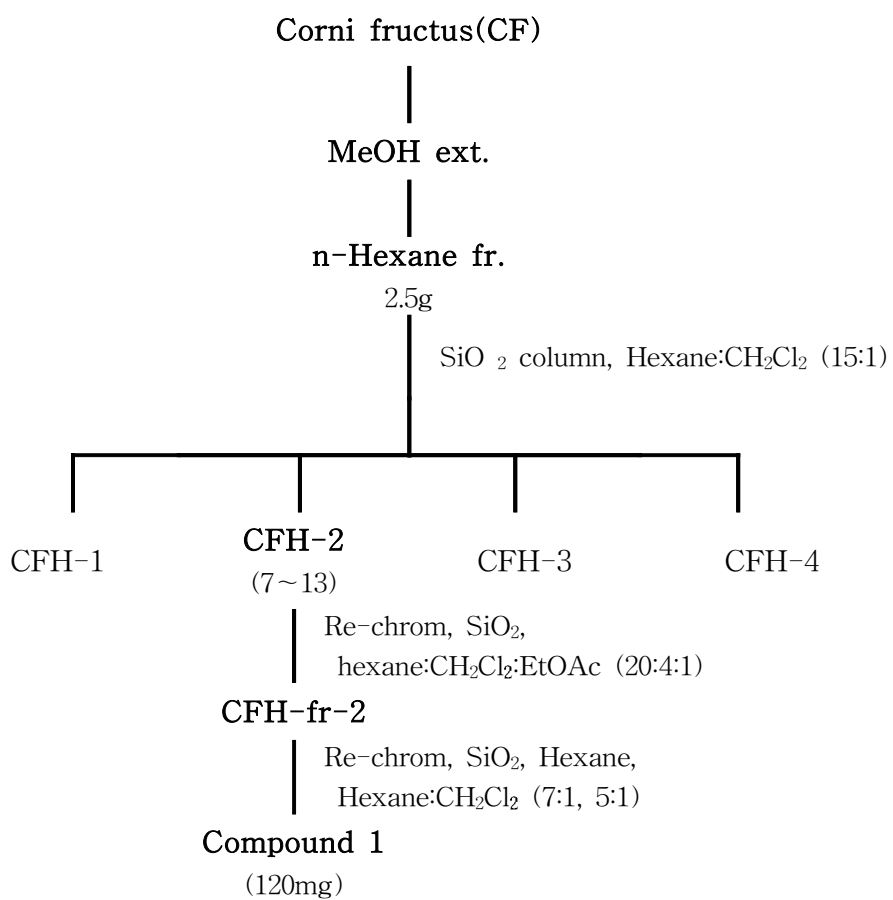 Corni fructus(CF)
MeOH ext.
n-Hexane fr.
2.5g
SiO ₂ column, Hexane:CH₂Cl₂ (15:1)
CFH-1
CFH-2
(7~13)
CFH-3
CFH-4
Re-chrom, SiO₂,
hexane:CH₂Cl₂:EtOAc (20:4:1)
CFH-fr-2
Re-chrom, SiO₂, Hexane,
Hexane:CH₂Cl₂ (7:1, 5:1)
Compound 1
(120mg)